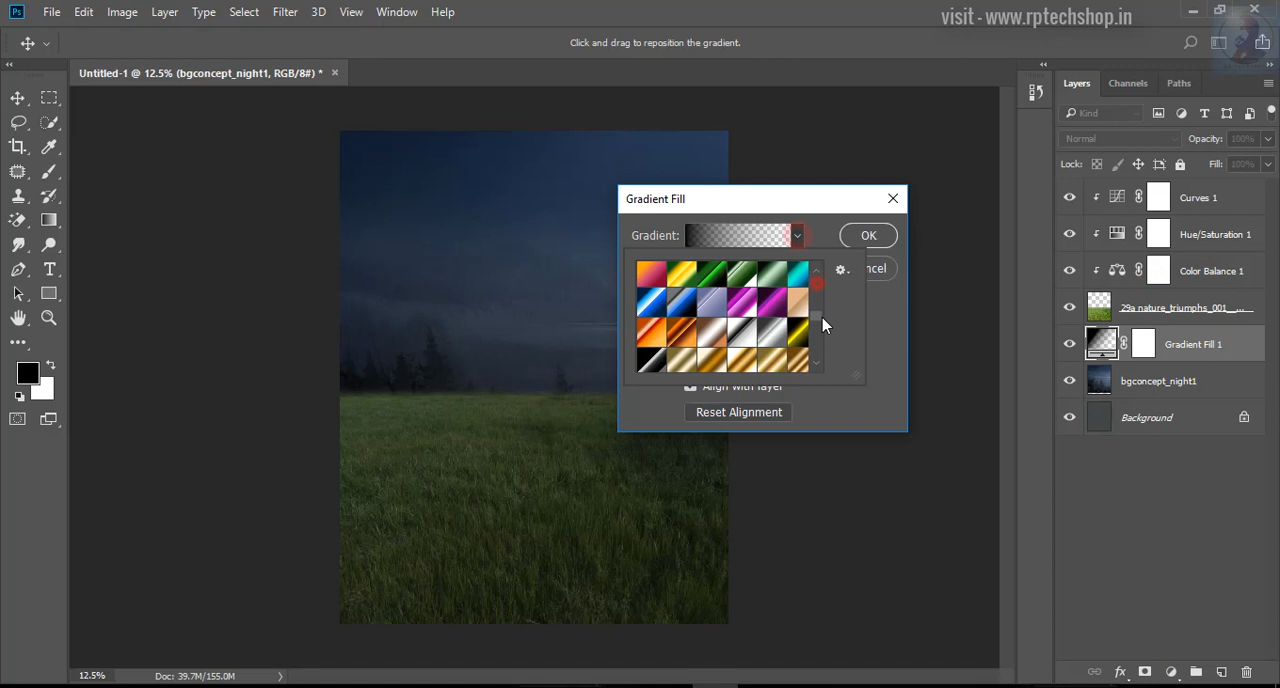 Ps File Edit Image Layer Type Select Filter 3D View Window Help
visit - www.rptechshop.in
Click and drag to reposition the gradient.
Untitled-1 @ 12.5% (bgconcept_night1, RGB/8#) *
Layers Channels Paths
Kind
Normal Opacity: 100%
Lock: Fill: 100%
Gradient Fill
Gradient: OK
ncel
Align with layer
Reset Alignment
Curves 1
Hue/Saturation 1
Color Balance 1
29a nature_triumphs_001__...
Gradient Fill 1
bgconcept_night1
Background
12.5% Doc: 39.7M/155.0M